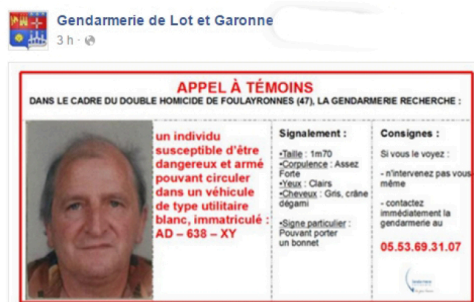 Gendarmerie de Lot et Garonne
3 h ·
APPEL À TÉMOINS
DANS LE CADRE DU DOUBLE HOMICIDE DE FOULAYRONNES (47), LA GENDARMERIE RECHERCHE :
un individu
susceptible d'être
dangereux et armé
pouvant circuler
dans un véhicule
de type utilitaire
blanc, immatriculé :
AD – 638 – XY
Signalement :
•Taille : 1m70
•Corpulence : Assez
Forte
•Yeux : Clairs
•Cheveux : Gris, crâne
dégami
•Signe particulier :
Pouvant porter
un bonnet
Consignes :
Si vous le voyez :
- n'intervenez pas vous
même
- contactez
immédiatement la
gendarmerie au
05.53.69.31.07